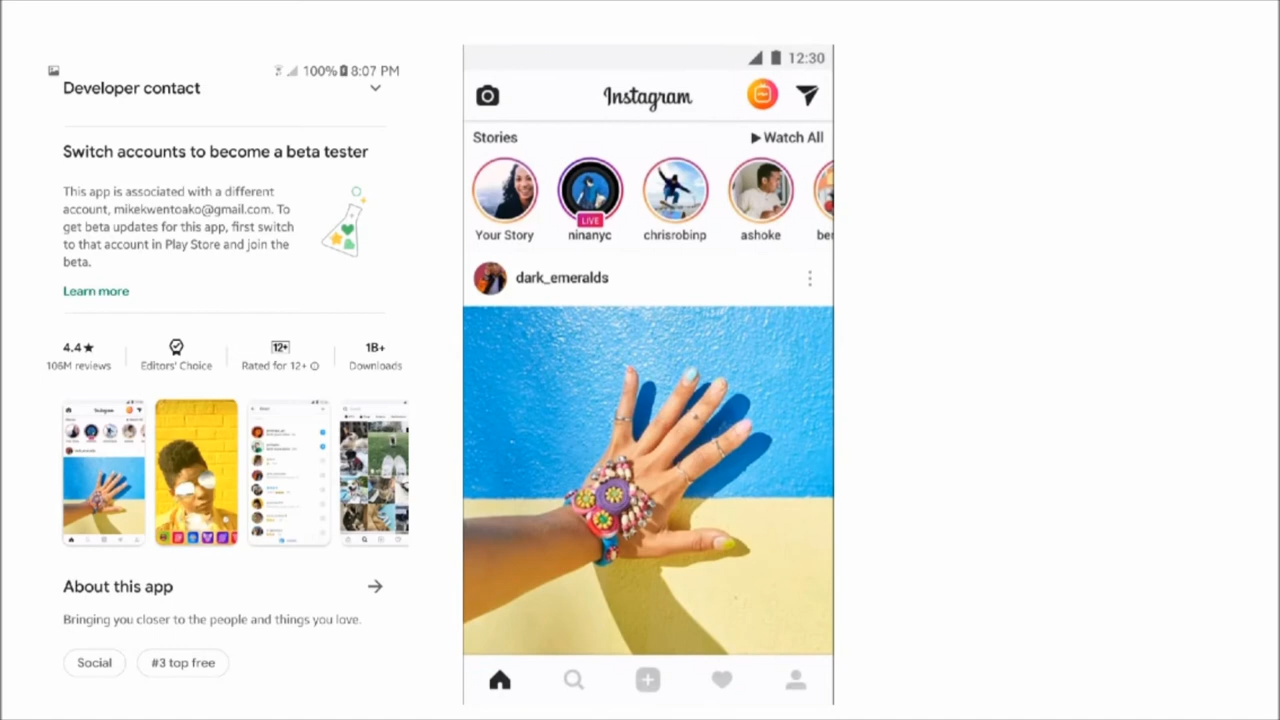 100% 8:07 PM
Developer contact
Switch accounts to become a beta tester
This app is associated with a different
account, mikekwentoako@gmail.com. To
get beta updates for this app, first switch
to that account in Play Store and join the
beta.
Learn more
4.4★
106M reviews
Editors' Choice
12+
Rated for 12+
1B+
Downloads
Instagram
About this app
Bringing you closer to the people and things you love.
Social
#3 top free
12:30
Instagram
Stories
Watch All
LIVE
Your Story
ninanyc
chrisrobinp
ashoke
ber
dark_emeralds